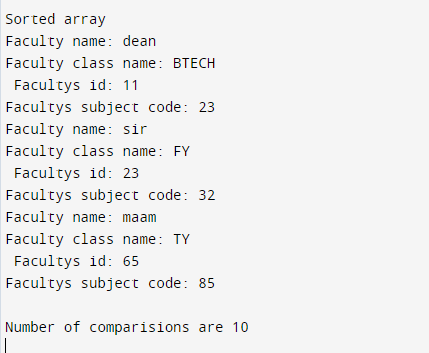 Sorted array
Faculty name: dean
Faculty class name: BTECH
 Facultys id: 11
Facultys subject code: 23
Faculty name: sir
Faculty class name: FY
 Facultys id: 23
Facultys subject code: 32
Faculty name: maam
Faculty class name: TY
 Facultys id: 65
Facultys subject code: 85
Number of comparisions are 10